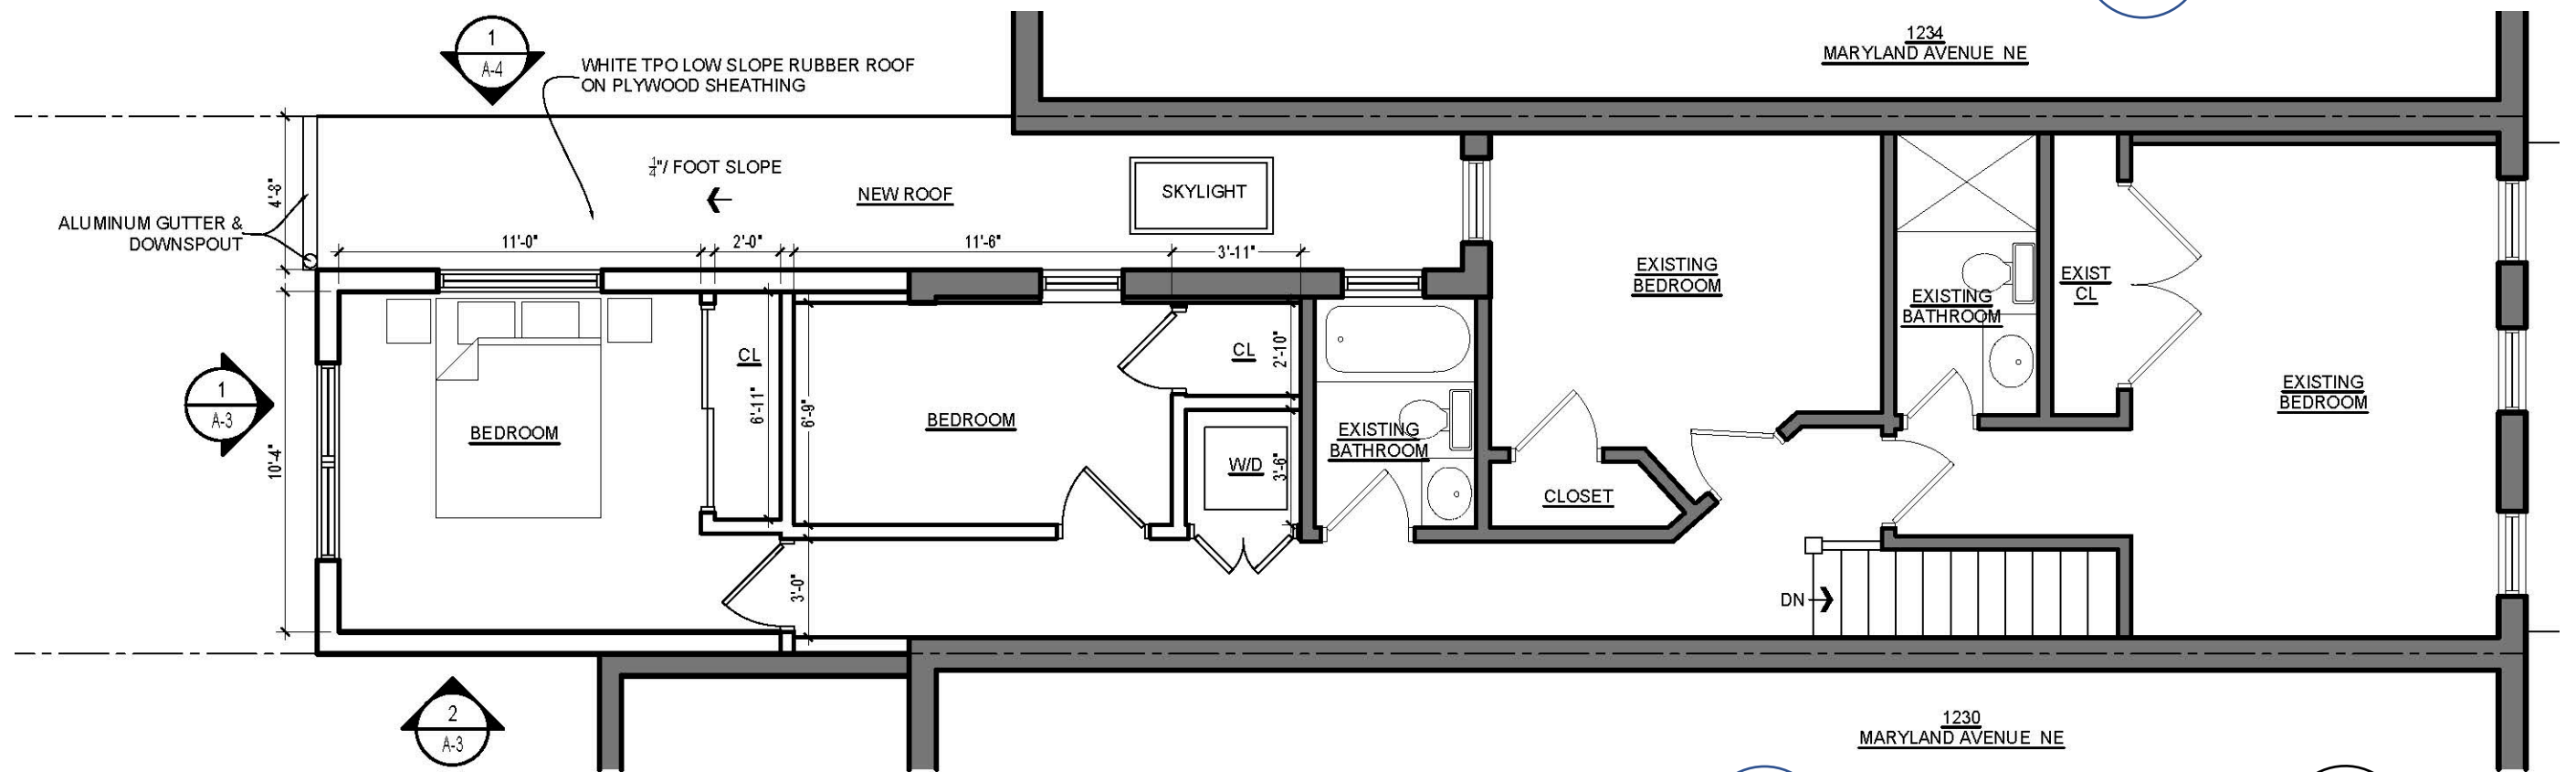 1
A-4
WHITE TPO LOW SLOPE RUBBER ROOF
ON PLYWOOD SHEATHING
1234
MARYLAND AVENUE NE
4'-8"
1/4"/ FOOT SLOPE
NEW ROOF
SKYLIGHT
ALUMINUM GUTTER &
DOWNSPOUT
11'-0"
2'-0"
11'-6"
3'-11"
1
A-3
10'-4"
BEDROOM
CL
6'-11"
6'-9"
BEDROOM
CL
2'-10"
W/D
3'-6"
EXISTING
BATHROOM
EXISTING
BEDROOM
CLOSET
EXISTING
BATHROOM
EXIST
CL
EXISTING
BEDROOM
3'-0"
DN
2
A-3
1230
MARYLAND AVENUE NE